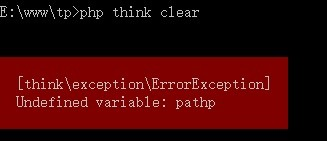 E:\www\tp>php think clear
[think\exception\ErrorException]
Undefined variable: pathp